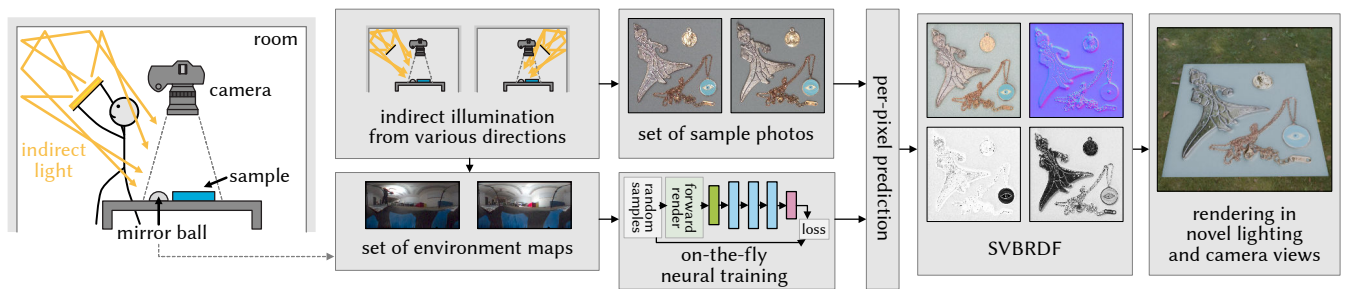 room
camera
indirect
light
sample
mirror ball
indirect illumination
from various directions
set of environment maps
set of sample photos
random
samples
forward
render
loss
on-the-fly
neural training
per-pixel prediction
SVBRDF
rendering in
novel lighting
and camera views